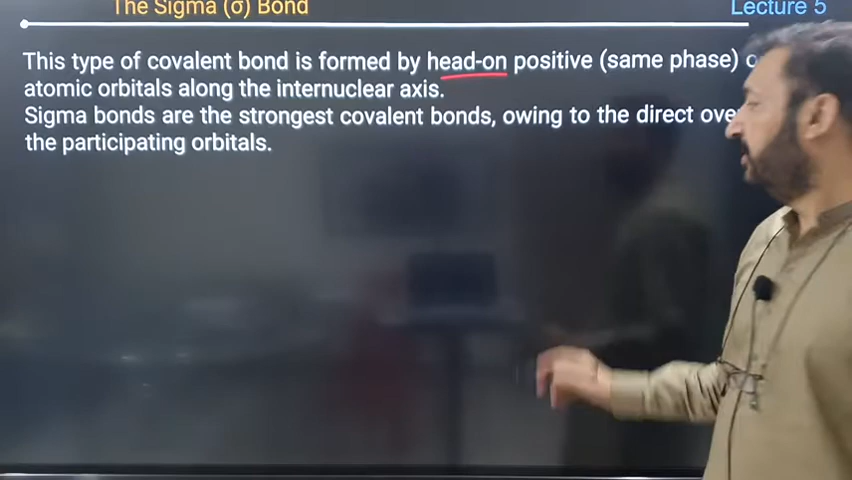 The Sigma (σ) Bond
Lecture 5
This type of covalent bond is formed by head-on positive (same phase)
atomic orbitals along the internuclear axis.
Sigma bonds are the strongest covalent bonds, owing to the direct
the participating orbitals.